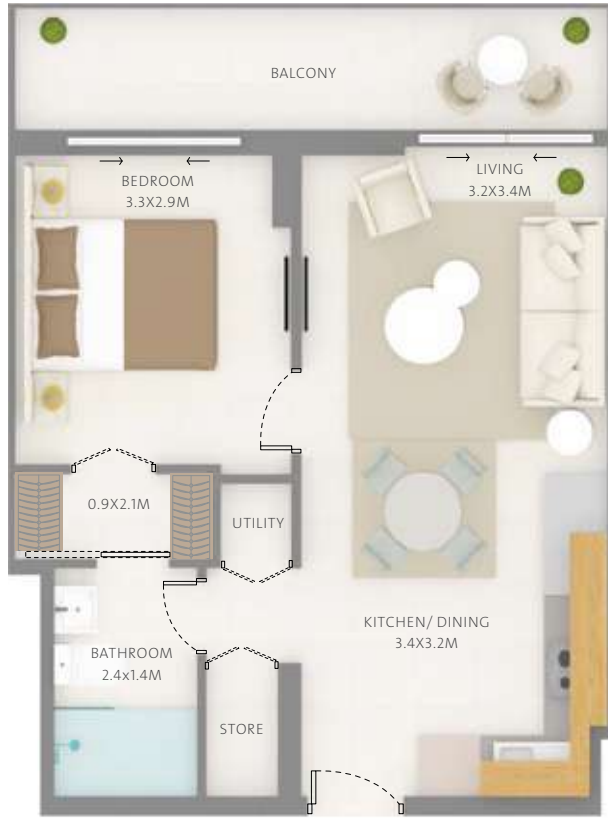 BALCONY
BEDROOM
3.3X2.9M
LIVING
3.2X3.4M
0.9X2.1M
UTILITY
KITCHEN/ DINING
3.4X3.2M
BATHROOM
2.4x1.4M
STORE